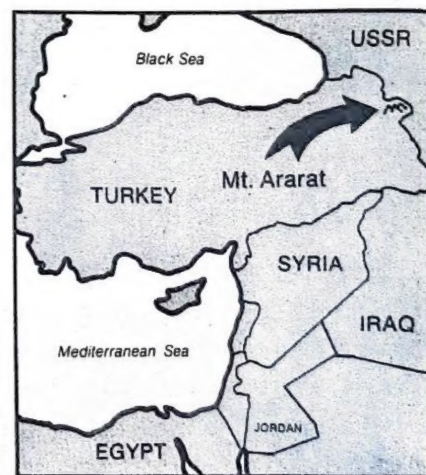 USSR
Black Sea
Mt. Ararat
TURKEY
SYRIA
IRAQ
Mediterranean Sea
JORDAN
EGYPT